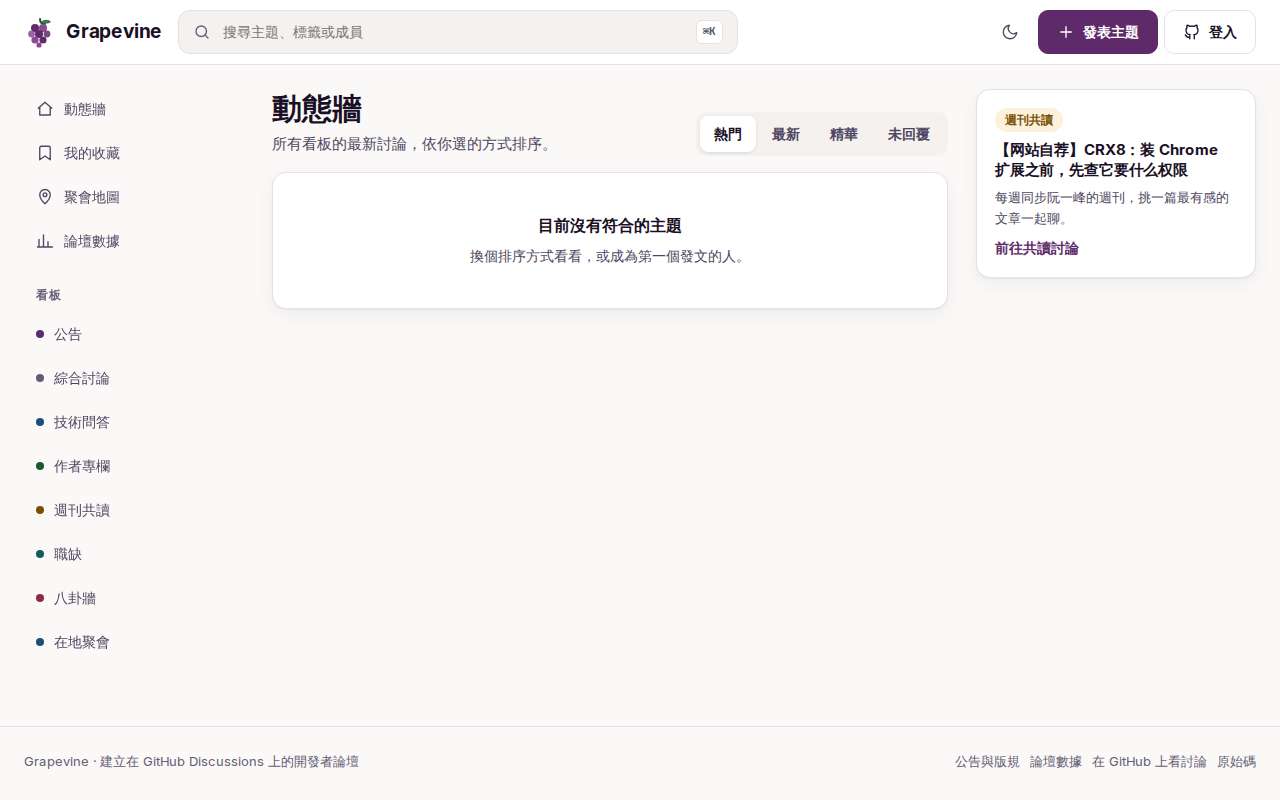 Grapevine
搜尋主題、標籤或成員
⌘K
發表主題
登入
動態牆
我的收藏
聚會地圖
論壇數據
看板
公告
綜合討論
技術問答
作者專欄
週刊共讀
職缺
八卦牆
在地聚會
動態牆
所有看板的最新討論，依你選的方式排序。
熱門
最新
精華
未回覆
目前沒有符合的主題
換個排序方式看看，或成為第一個發文的人。
週刊共讀
【网站自荐】CRX8：装 Chrome
扩展之前，先查它要什么权限
每週同步阮一峰的週刊，挑一篇最有感的
文章一起聊。
前往共讀討論
Grapevine · 建立在 GitHub Discussions 上的開發者論壇
公告與版規 論壇數據 在 GitHub 上看討論 原始碼